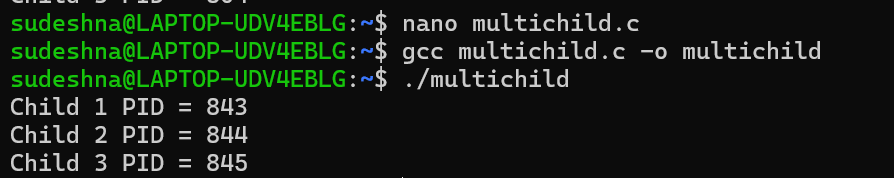 sudeshna@LAPTOP-UDV4EBLG:~$ nano multichild.c
sudeshna@LAPTOP-UDV4EBLG:~$ gcc multichild.c -o multichild
sudeshna@LAPTOP-UDV4EBLG:~$ ./multichild
Child 1 PID = 843
Child 2 PID = 844
Child 3 PID = 845